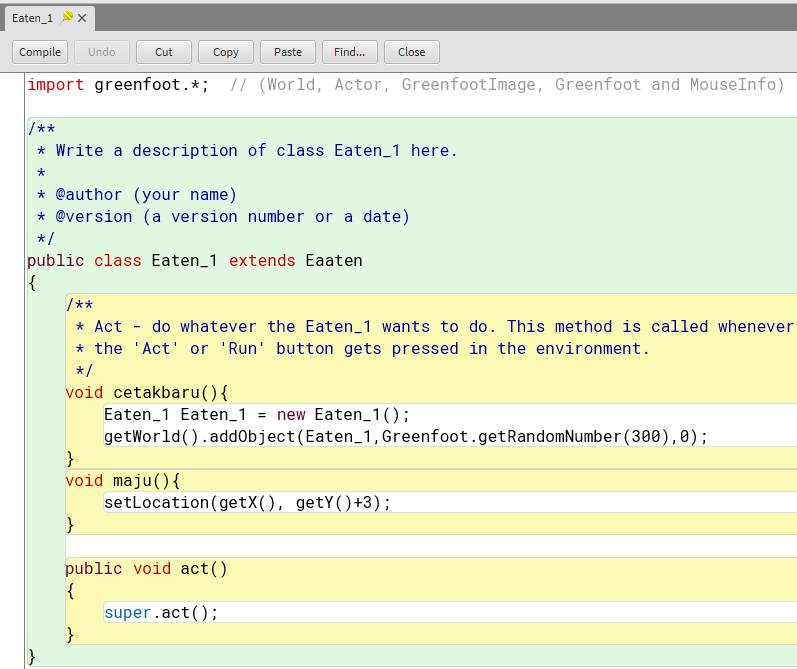 Eaten_1
Compile Undo Cut Copy Paste Find... Close
import greenfoot.*;  // (World, Actor, GreenfootImage, Greenfoot and MouseInfo)
/**
 * Write a description of class Eaten_1 here.
 *
 * @author (your name)
 * @version (a version number or a date)
 */
public class Eaten_1 extends Eaaten
{
    /**
     * Act - do whatever the Eaten_1 wants to do. This method is called whenever
     * the 'Act' or 'Run' button gets pressed in the environment.
     */
    void cetakbaru(){
        Eaten_1 Eaten_1 = new Eaten_1();
        getWorld().addObject(Eaten_1,Greenfoot.getRandomNumber(300),0);
    }
    void maju(){
        setLocation(getX(), getY()+3);
    }
    public void act()
    {
        super.act();
    }
}